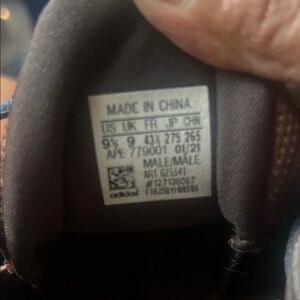 MADE IN CHINA
US UK FR JP CHN
9½ 9 43⅓ 275 265
APE 779001 01/21
MALE/MALE
ART GZ5541
#127136067
adidas